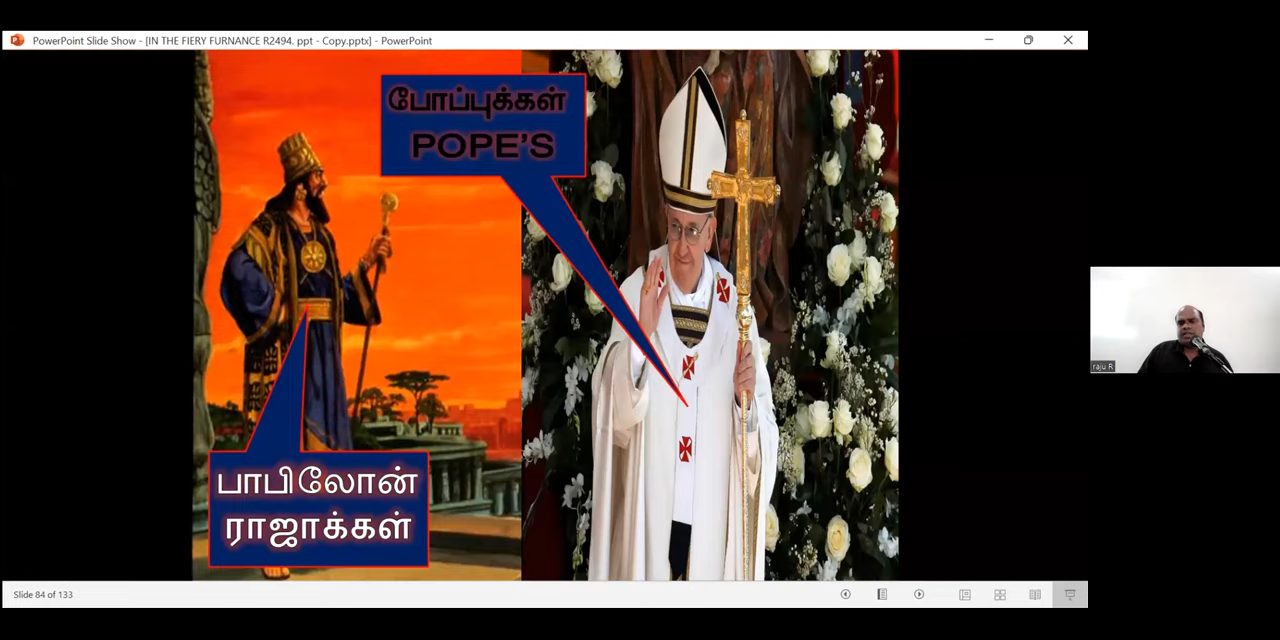 PowerPoint Slide Show - [IN THE FIERY FURNANCE R2494. ppt - Copy.pptx] - PowerPoint
போப்புக்கள்
POPE'S
பாபிலோன்
ராஜாக்கள்
raju R
Slide 84 of 133